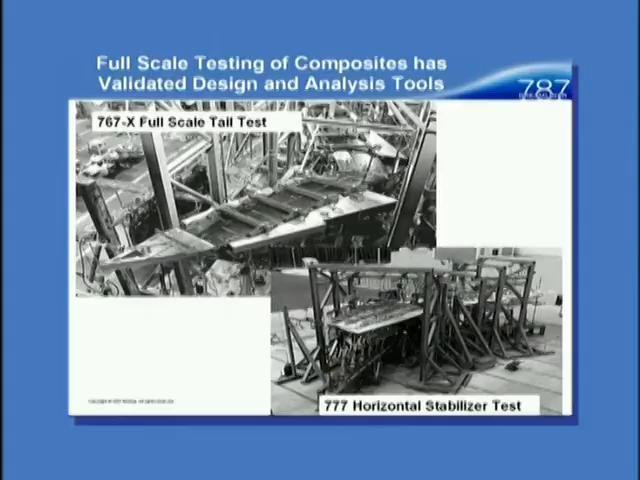 Full Scale Testing of Composites has
Validated Design and Analysis Tools
787
767-X Full Scale Tail Test
777 Horizontal Stabilizer Test